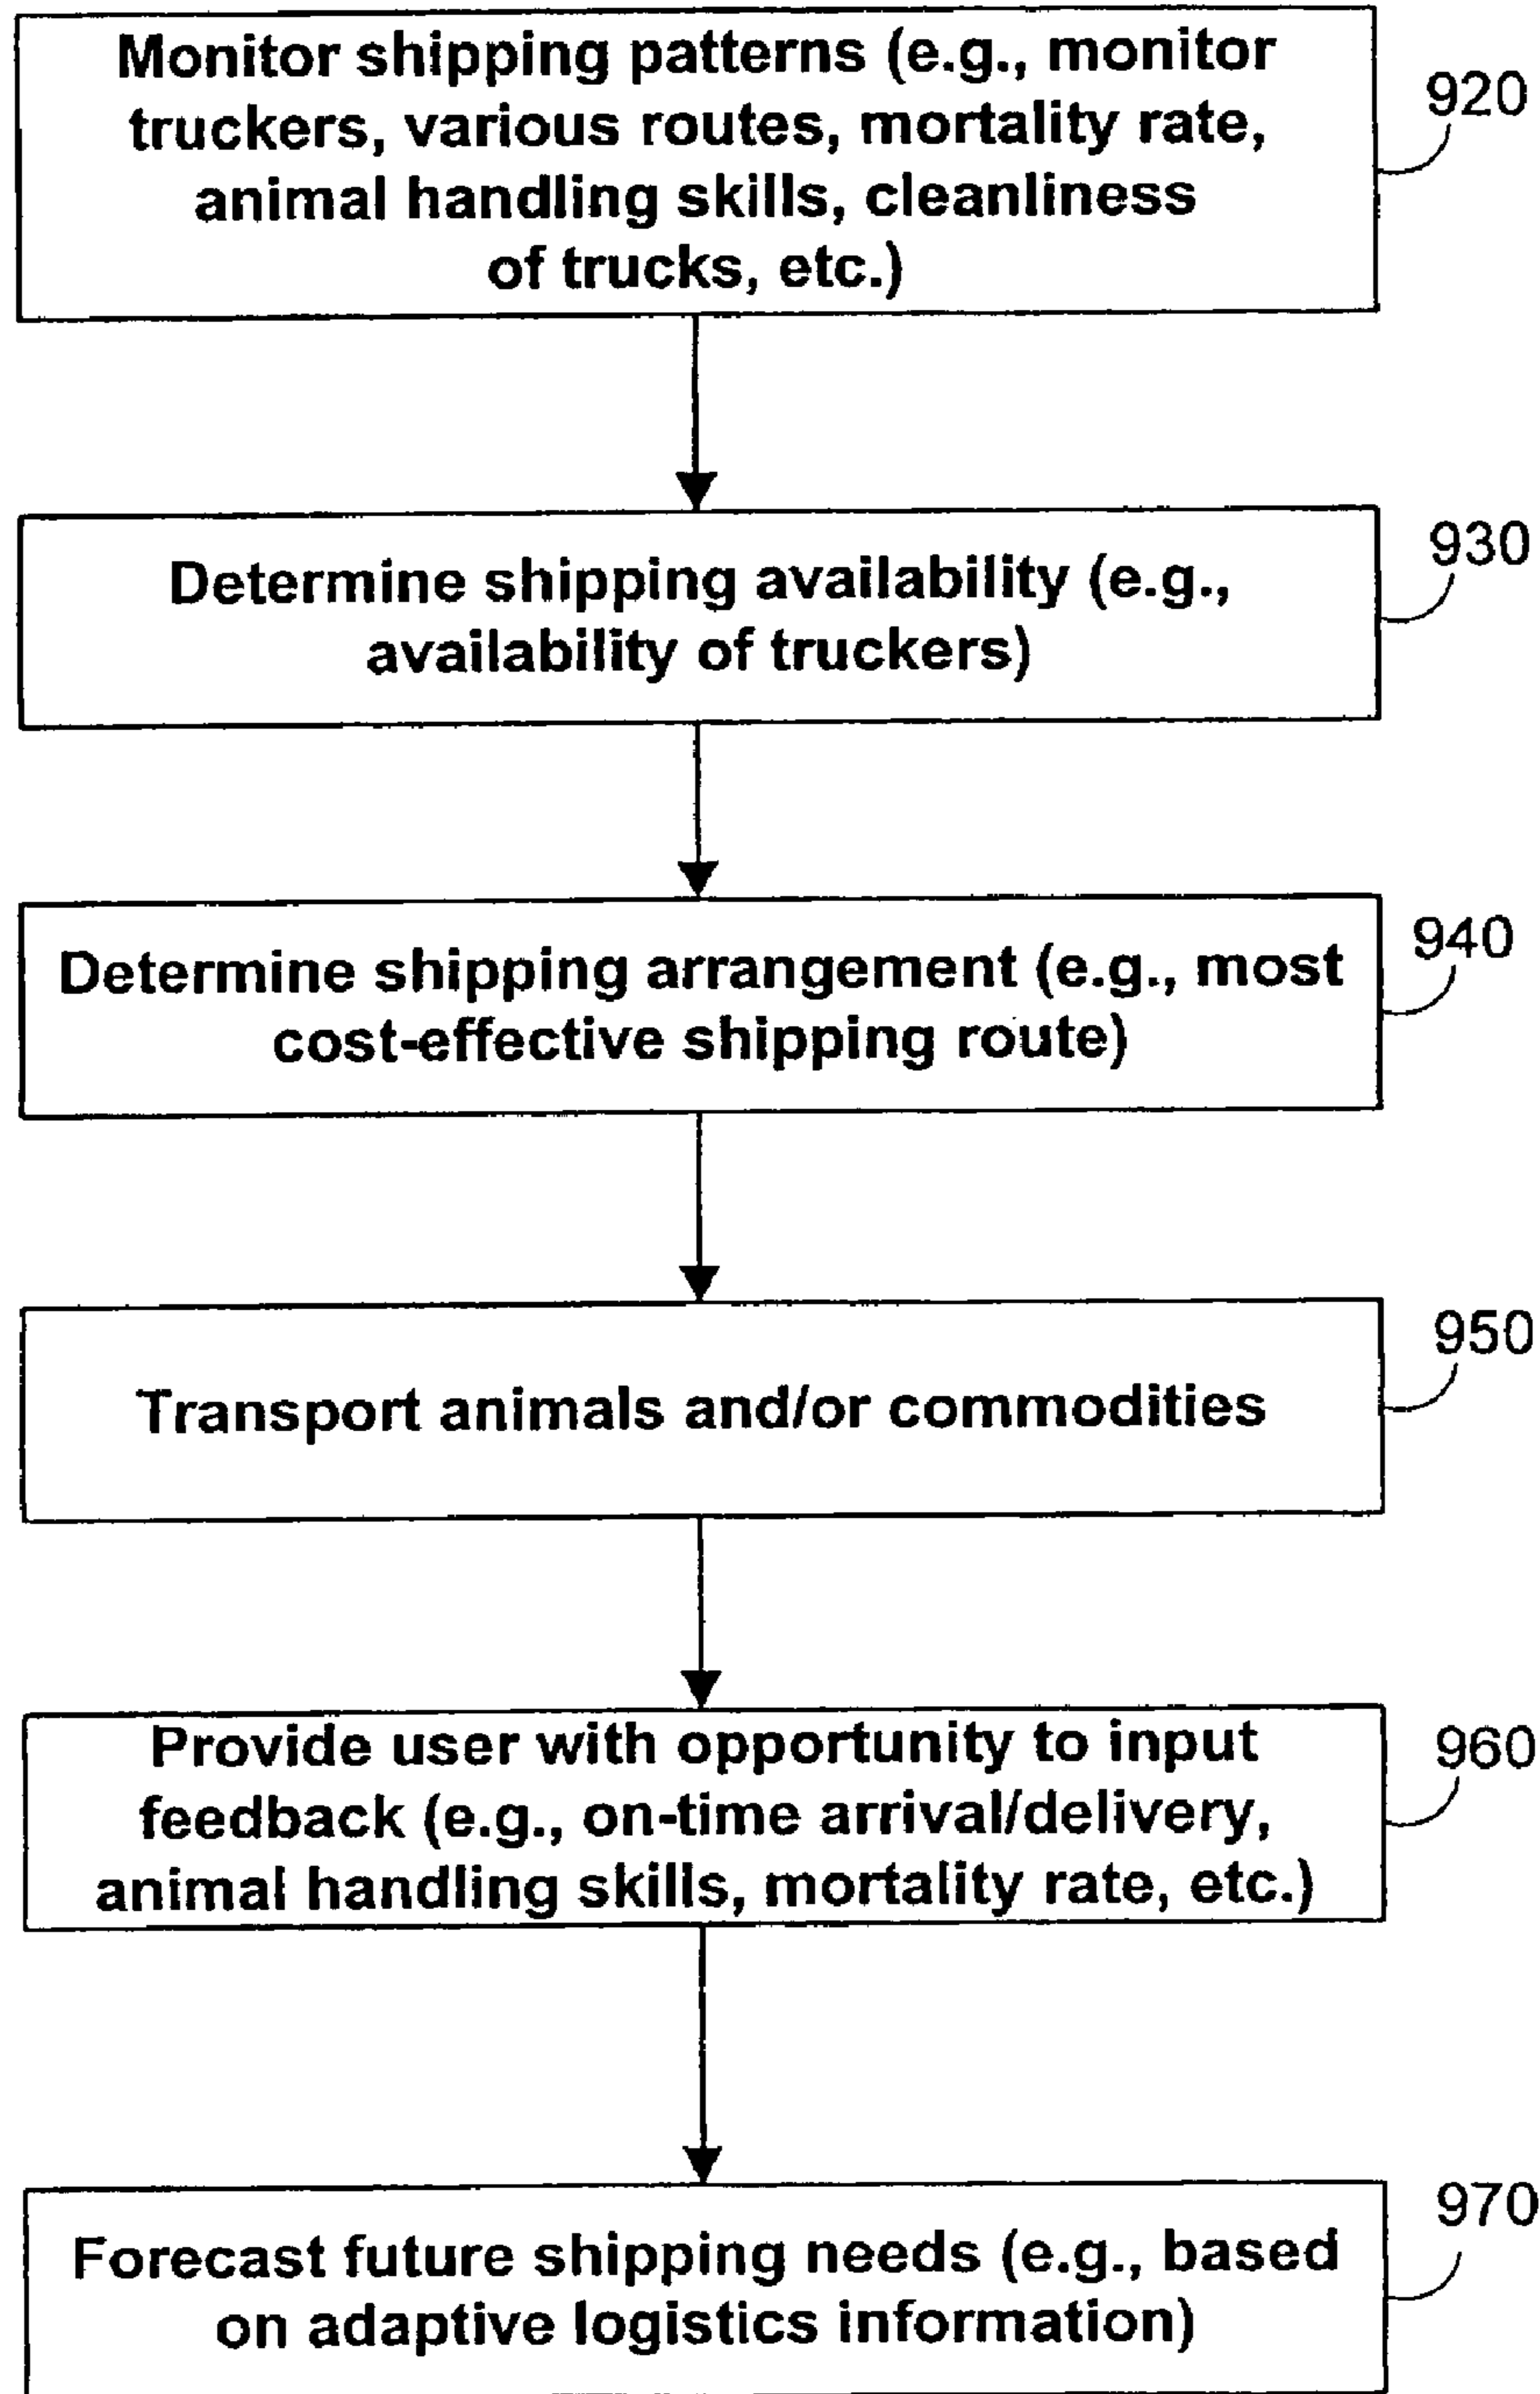 Monitor shipping patterns (e.g., monitor
truckers, various routes, mortality rate,
animal handling skills, cleanliness
of trucks, etc.)
920
Determine shipping availability (e.g.,
availability of truckers)
930
Determine shipping arrangement (e.g., most
cost-effective shipping route)
940
Transport animals and/or commodities
950
Provide user with opportunity to input
feedback (e.g., on-time arrival/delivery,
animal handling skills, mortality rate, etc.)
960
Forecast future shipping needs (e.g., based
on adaptive logistics information)
970